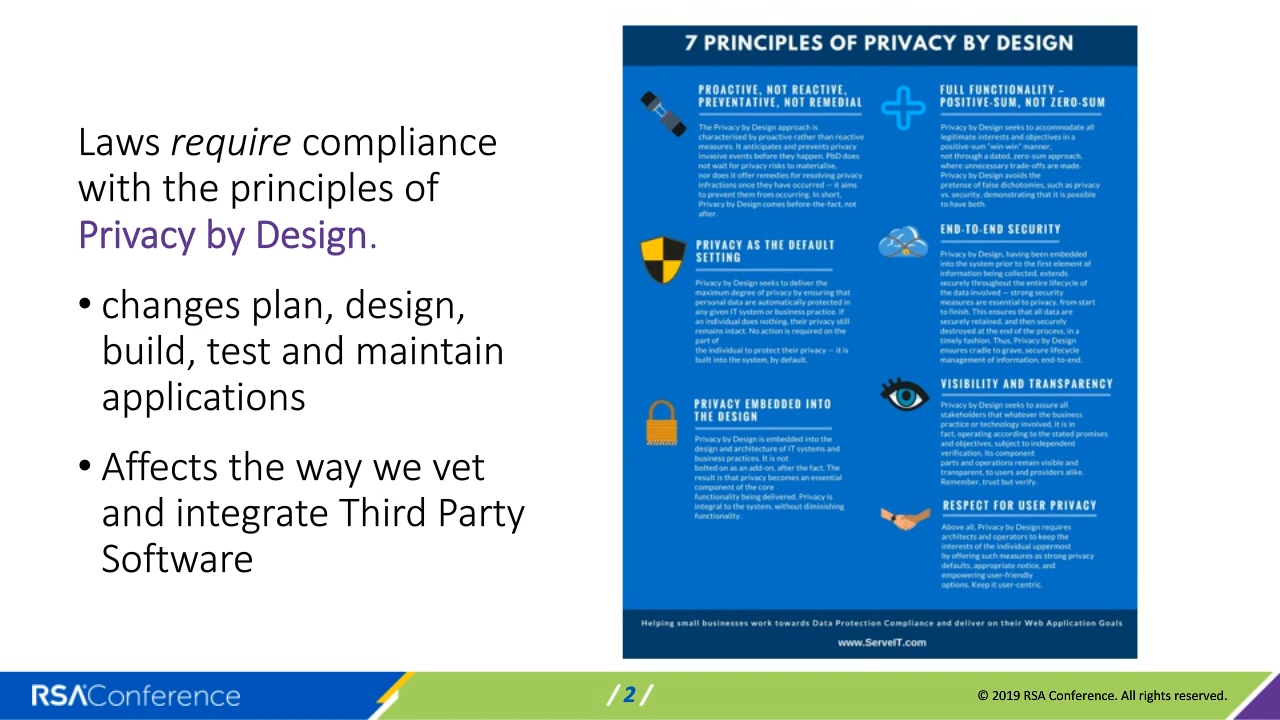 Laws require compliance
with the principles of
Privacy by Design.
• changes plan, design,
build, test and maintain
applications
• Affects the way we vet
and integrate Third Party
Software
7 PRINCIPLES OF PRIVACY BY DESIGN
PROACTIVE, NOT REACTIVE,
PREVENTATIVE, NOT REMEDIAL
The Privacy by Design approach is
characterised by proactive rather than reactive
measures. It anticipates and prevents privacy
invasive events before they happen. PbD does
not wait for privacy risks to materialise,
nor does it offer remedies for resolving privacy
infractions once they have occurred — it aims
to prevent them from occurring. In short,
Privacy by Design comes before-the-fact, not
after.
PRIVACY AS THE DEFAULT
SETTING
Privacy by Design seeks to deliver the
maximum degree of privacy by ensuring that
personal data are automatically protected in
any given IT system or business practice. If
an individual does nothing, their privacy still
remains intact. No action is required on the
part of
the individual to protect their privacy — it is
built into the system, by default.
PRIVACY EMBEDDED INTO
THE DESIGN
Privacy by Design is embedded into the
design and architecture of IT systems and
business practices. It is not
bolted on as an add-on, after the fact. The
result is that privacy becomes an essential
component of the core
functionality being delivered. Privacy is
integral to the system, without diminishing
functionality.
FULL FUNCTIONALITY –
POSITIVE-SUM, NOT ZERO-SUM
Privacy by Design seeks to accommodate all
legitimate interests and objectives in a
positive-sum "win-win" manner,
not through a dated, zero-sum approach,
where unnecessary trade-offs are made.
Privacy by Design avoids the
pretense of false dichotomies, such as privacy
vs. security, demonstrating that it is possible
to have both.
END-TO-END SECURITY
Privacy by Design, having been embedded
into the system prior to the first element of
information being collected, extends
securely throughout the entire lifecycle of
the data involved — strong security
measures are essential to privacy, from start
to finish. This ensures that all data are
securely retained, and then securely
destroyed at the end of the process, in a
timely fashion. Thus, Privacy by Design
ensures cradle to grave, secure lifecycle
management of information, end-to-end.
VISIBILITY AND TRANSPARENCY
Privacy by Design seeks to assure all
stakeholders that whatever the business
practice or technology involved, it is in
fact, operating according to the stated promises
and objectives, subject to independent
verification. Its component
parts and operations remain visible and
transparent, to users and providers alike.
Remember, trust but verify.
RESPECT FOR USER PRIVACY
Above all, Privacy by Design requires
architects and operators to keep the
interests of the individual uppermost
by offering such measures as strong privacy
defaults, appropriate notice, and
empowering user-friendly
options. Keep it user-centric.
Helping small businesses work towards Data Protection Compliance and deliver on their Web Application Goals
www.ServeIT.com
RSAConference
/ 2 /
© 2019 RSA Conference. All rights reserved.